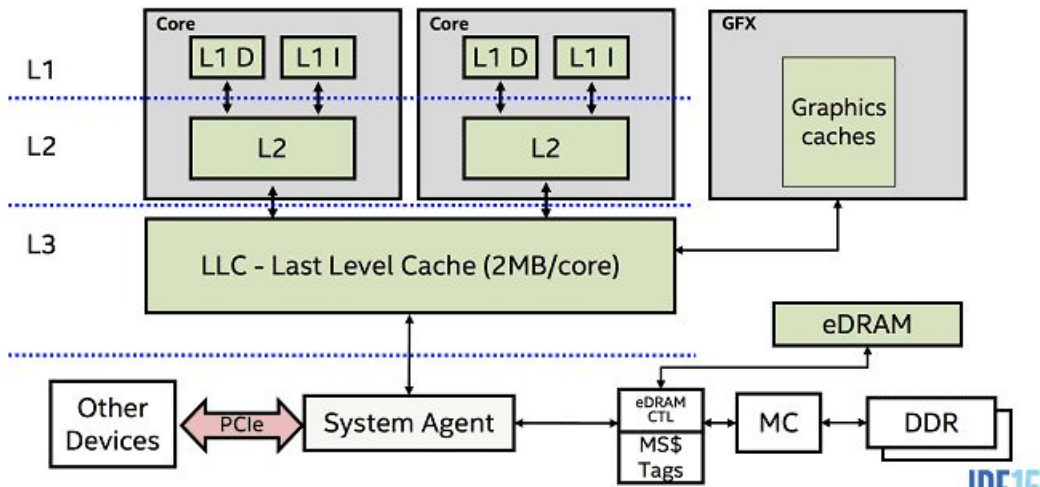 Core
Core
GFX
L1
L1 D
L1 I
L1 D
L1 I
Graphics
caches
L2
L2
L2
L3
LLC - Last Level Cache (2MB/core)
eDRAM
Other
Devices
PCIe
System Agent
eDRAM
CTL
MS$
Tags
MC
DDR